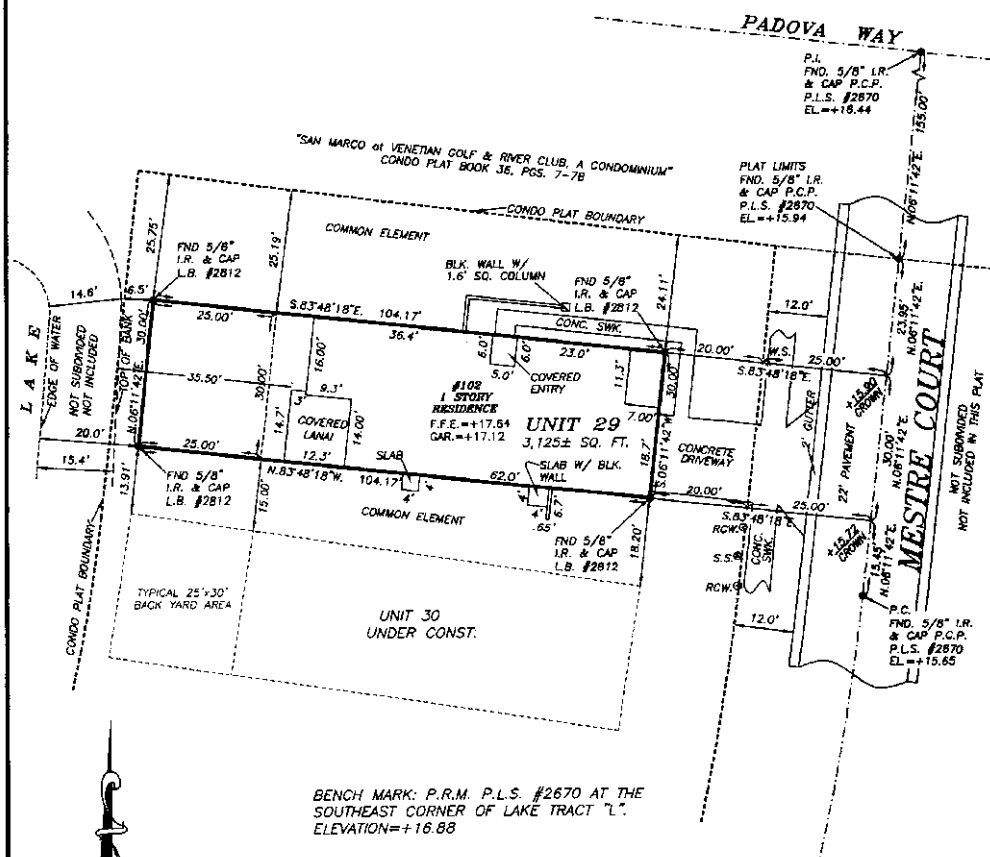 PADOVA WAY
P.I.
FND. 5/8" I.R.
& CAP P.C.P.
P.L.S. #2670
EL.=+16.44
N.06°11'42"E. 155.00'
"SAN MARCO at VENETIAN GOLF & RIVER CLUB, A CONDOMINIUM"
CONDO PLAT BOOK 36, PGS. 7-7B
PLAT LIMITS
FND. 5/8" I.R.
& CAP P.C.P.
P.L.S. #2670
EL=+15.94
CONDO PLAT BOUNDARY
COMMON ELEMENT
25.75'
25.19'
24.11'
FND 5/8"
I.R. & CAP
L.B. #2812
BLK. WALL W/
1.6' SQ. COLUMN
FND 5/8"
I.R. & CAP
L.B. #2812
12.0'
23.95'
N.06°11'42"E.
14.6'
6.5'
25.00'
S.83°48'18"E. 104.17'
36.4'
CONC. SWK.
23.0'
20.00'
W.S.
S.83°48'18"E.
25.00'
LAKE
EDGE OF WATER
NOT SUBDIVIDED
NOT INCLUDED
TOP OF BANK
30.00'
N.06°11'42"E.
35.50'
30.00'
16.00'
9.3'
3'
14.7'
COVERED
LANAI
14.00'
12.3'
6.0'
6.0'
5.0'
COVERED
ENTRY
#102
1 STORY
RESIDENCE
F.F.E.=+17.64
GAR.=+17.12
UNIT 29
3,125± SQ. FT.
11.3'
7.00'
30.00'
S.06°11'42"W.
18.7'
CONCRETE
DRIVEWAY
2' GUTTER
22' PAVEMENT
+15.90
CROWN
30.00'
N.06°11'42"E.
MESTRE COURT
NOT SUBDIVIDED
NOT INCLUDED IN THIS PLAT
20.0'
15.4'
25.00'
N.83°48'18"W.
104.17'
SLAB
4'
4'
62.0'
SLAB W/ BLK.
WALL
4'
6.7'
.65'
20.00'
S.83°48'18"E.
25.00'
+15.72
CROWN
15.45'
N.06°11'42"E.
13.91'
FND 5/8"
I.R. & CAP
L.B. #2812
15.00'
COMMON ELEMENT
FND 5/8"
I.R. & CAP
L.B. #2812
18.20'
RCW.
S.S.
RCW.
CONC.
SWK.
12.0'
P.C.
FND. 5/8" I.R.
& CAP P.C.P.
P.L.S. #2670
EL=+15.65
CONDO PLAT BOUNDARY
TYPICAL 25'x30'
BACK YARD AREA
UNIT 30
UNDER CONST.
BENCH MARK: P.R.M. P.L.S. #2670 AT THE
SOUTHEAST CORNER OF LAKE TRACT "L".
ELEVATION=+16.88